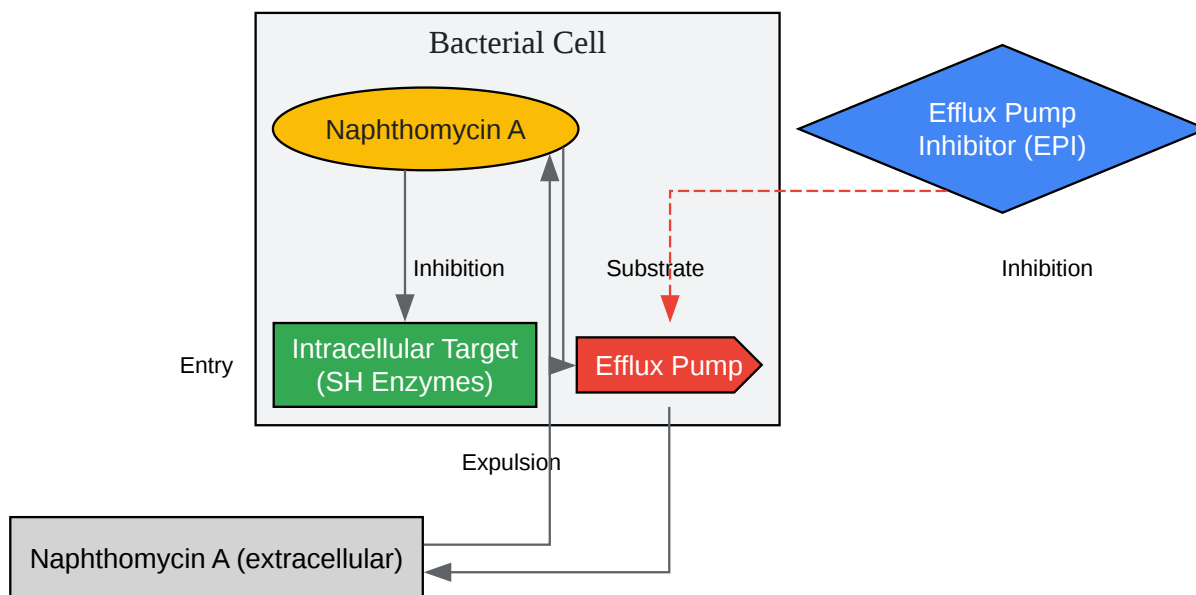 Bacterial Cell
Naphthomycin A
Efflux Pump
Inhibitor (EPI)
Inhibition
Substrate
Inhibition
Intracellular Target
(SH Enzymes)
Entry
Efflux Pump
Expulsion
Naphthomycin A (extracellular)